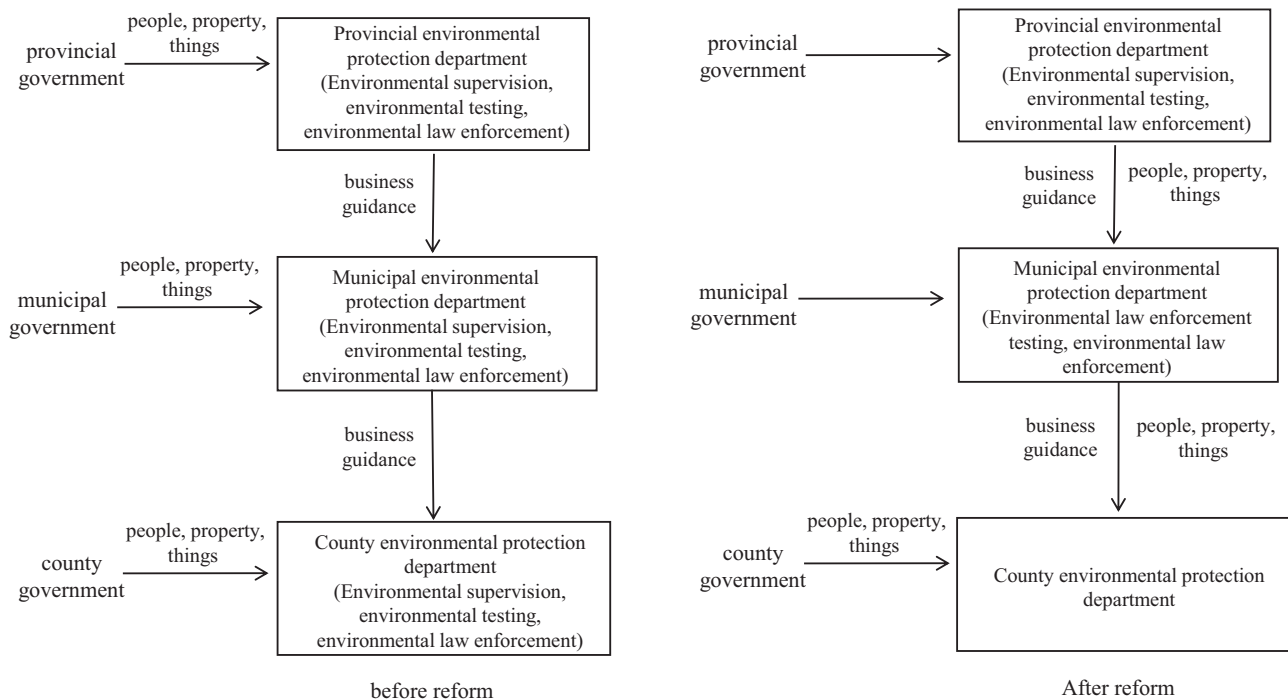 people, property,
things
provincial
government
Provincial environmental
protection department
(Environmental supervision,
environmental testing,
environmental law enforcement)
business
guidance
people, property,
things
municipal
government
Municipal environmental
protection department
(Environmental supervision,
environmental testing,
environmental law enforcement)
business
guidance
people, property,
things
county
government
County environmental protection
department
(Environmental supervision,
environmental testing,
environmental law enforcement)
before reform
provincial
government
Provincial environmental
protection department
(Environmental supervision,
environmental testing,
environmental law enforcement)
business
guidance
people, property,
things
municipal
government
Municipal environmental
protection department
(Environmental law enforcement
testing, environmental law
enforcement)
business
guidance
people, property,
things
people, property,
things
county
government
County environmental protection
department
After reform